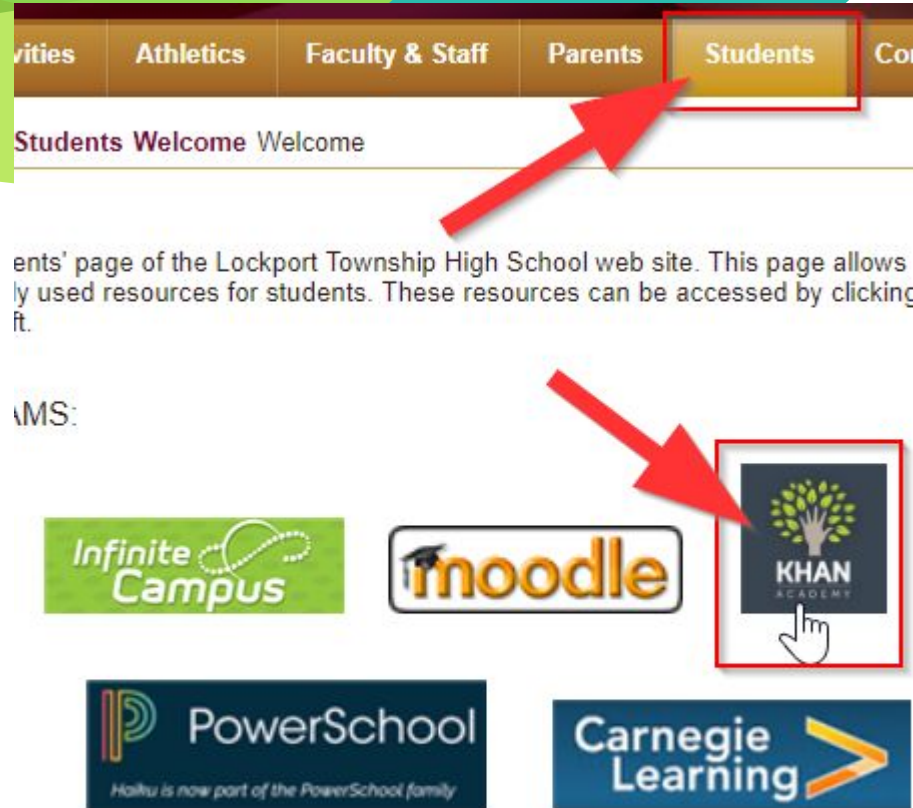 vities Athletics Faculty & Staff Parents Students Con
Students Welcome Welcome
ents' page of the Lockport Township High School web site. This page allows
ly used resources for students. These resources can be accessed by clicking
ft.
AMS:
Infinite
Campus
moodle
KHAN
ACADEMY
PowerSchool
Haiku is now part of the PowerSchool family
Carnegie
Learning